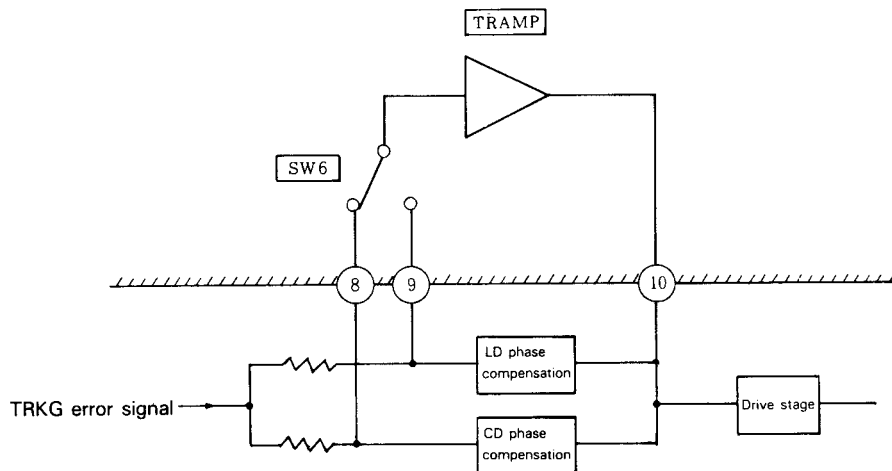 TRAMP
SW6
8
9
10
LD phase
compensation
TRKG error signal
Drive stage
CD phase
compensation